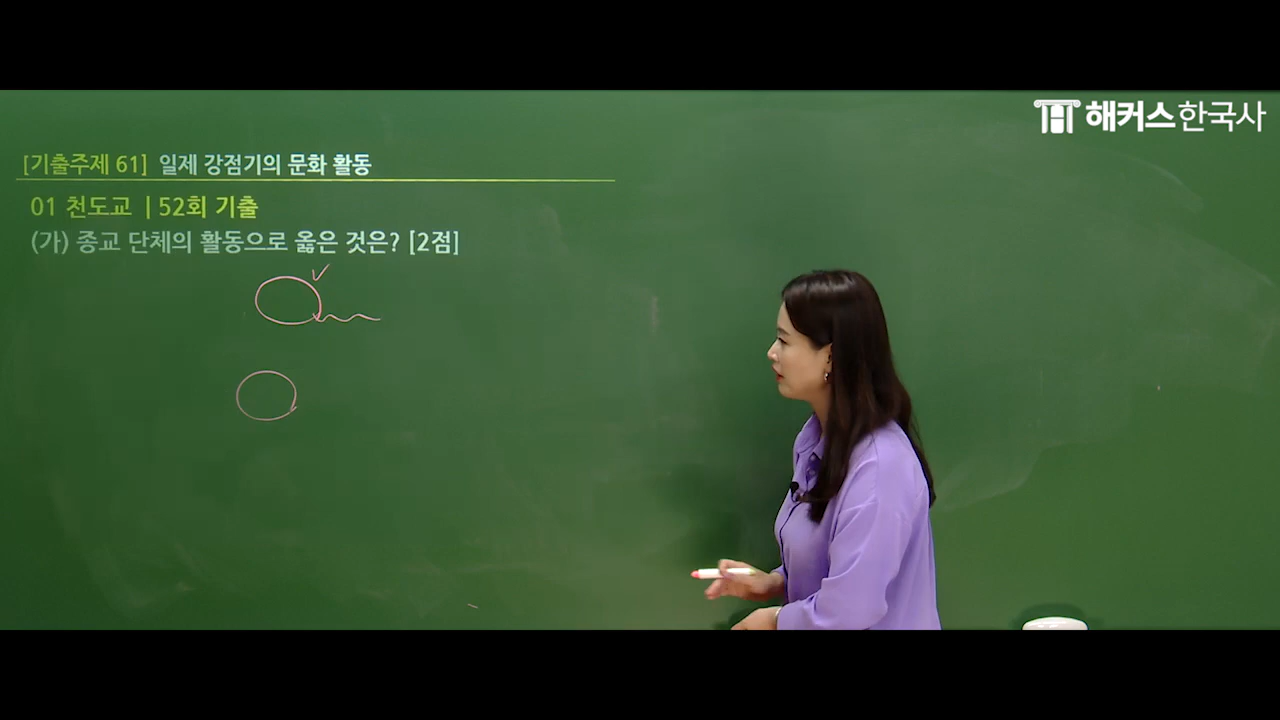 해커스한국사
[기출주제 61] 일제 강점기의 문화 활동
01 천도교 | 52회 기출
(가) 종교 단체의 활동으로 옳은 것은? [2점]